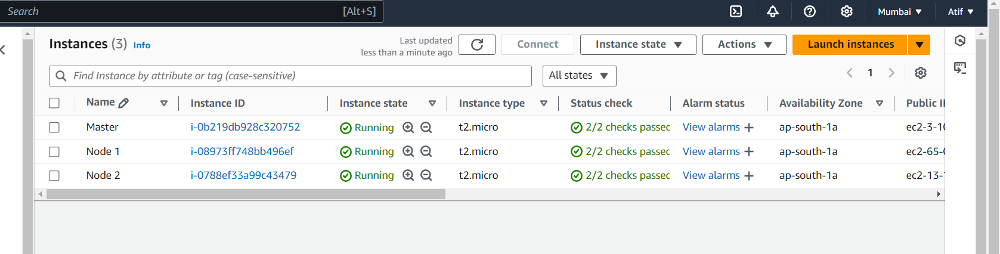 Search [Alt+S] Mumbai Atif
Instances (3) Info
Last updated
less than a minute ago
Connect Instance state Actions Launch instances
Find Instance by attribute or tag (case-sensitive) All states 1
Name Instance ID Instance state Instance type Status check Alarm status Availability Zone Public
Master i-0b219db928c320752 Running t2.micro 2/2 checks View alarms + ap-south-1a ec2-3-10
Node 1 i-08973ff748bb496ef Running t2.micro 2/2 checks View alarms + ap-south-1a ec2-65-
Node 2 i-0788ef33a99c43479 Running t2.micro 2/2 checks View alarms + ap-south-1a ec2-13-